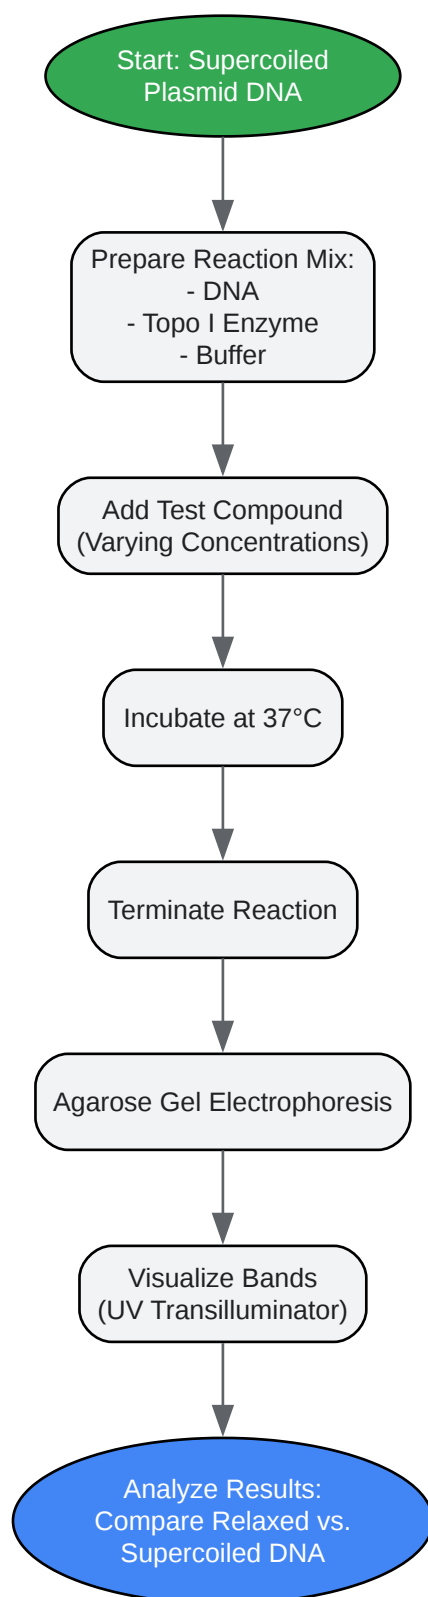 Start: Supercoiled
Plasmid DNA
Prepare Reaction Mix:
- DNA
- Topo I Enzyme
- Buffer
Add Test Compound
(Varying Concentrations)
Incubate at 37°C
Terminate Reaction
Agarose Gel Electrophoresis
Visualize Bands
(UV Transilluminator)
Analyze Results:
Compare Relaxed vs.
Supercoiled DNA